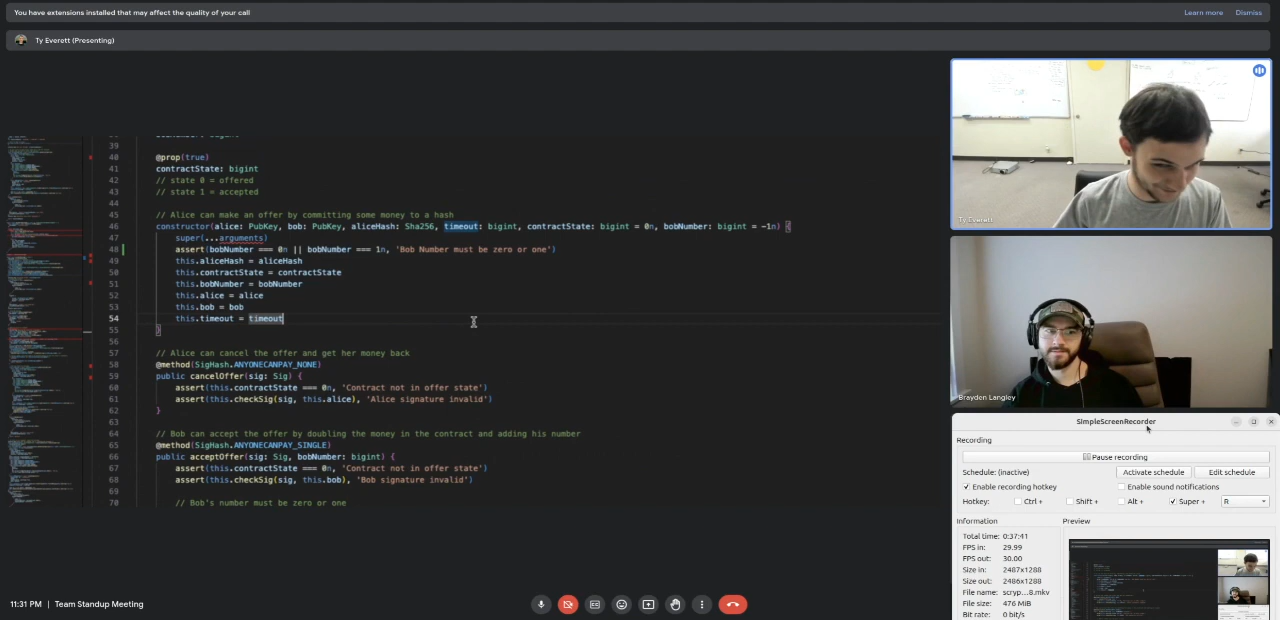 You have extensions installed that may affect the quality of your call
Learn more
Dismiss
Ty Everett (Presenting)
39
40 @prop(true)
41 contractState: bigint
42 // state 0 = offered
43 // state 1 = accepted
44
45 // Alice can make an offer by committing some money to a hash
46 constructor(alice: PubKey, bob: PubKey, aliceHash: Sha256, timeout: bigint, contractState: bigint = 0n, bobNumber: bigint = -1n) {
47 super(...arguments)
48 assert(bobNumber === 0n || bobNumber === 1n, 'Bob Number must be zero or one')
49 this.aliceHash = aliceHash
50 this.contractState = contractState
51 this.bobNumber = bobNumber
52 this.alice = alice
53 this.bob = bob
54 this.timeout = timeout
55 }
56
57 // Alice can cancel the offer and get her money back
58 @method(SigHash.ANYONECANPAY_NONE)
59 public cancelOffer(sig: Sig) {
60 assert(this.contractState === 0n, 'Contract not in offer state')
61 assert(this.checkSig(sig, this.alice), 'Alice signature invalid')
62 }
63
64 // Bob can accept the offer by doubling the money in the contract and adding his number
65 @method(SigHash.ANYONECANPAY_SINGLE)
66 public acceptOffer(sig: Sig, bobNumber: bigint) {
67 assert(this.contractState === 0n, 'Contract not in offer state')
68 assert(this.checkSig(sig, this.bob), 'Bob signature invalid')
69
70 // Bob's number must be zero or one
Ty Everett
Brayden Langley
SimpleScreenRecorder
Recording
Pause recording
Schedule: (inactive)
Activate schedule
Edit schedule
Enable recording hotkey
Enable sound notifications
Hotkey:
Ctrl +
Shift +
Alt +
Super +
R
Information
Preview
Total time: 0:37:41
FPS in: 29.99
FPS out: 30.00
Size in: 2487x1288
Size out: 2486x1288
File name: scryp...8.mkv
File size: 476 MiB
Bit rate: 0 bit/s
11:31 PM | Team Standup Meeting